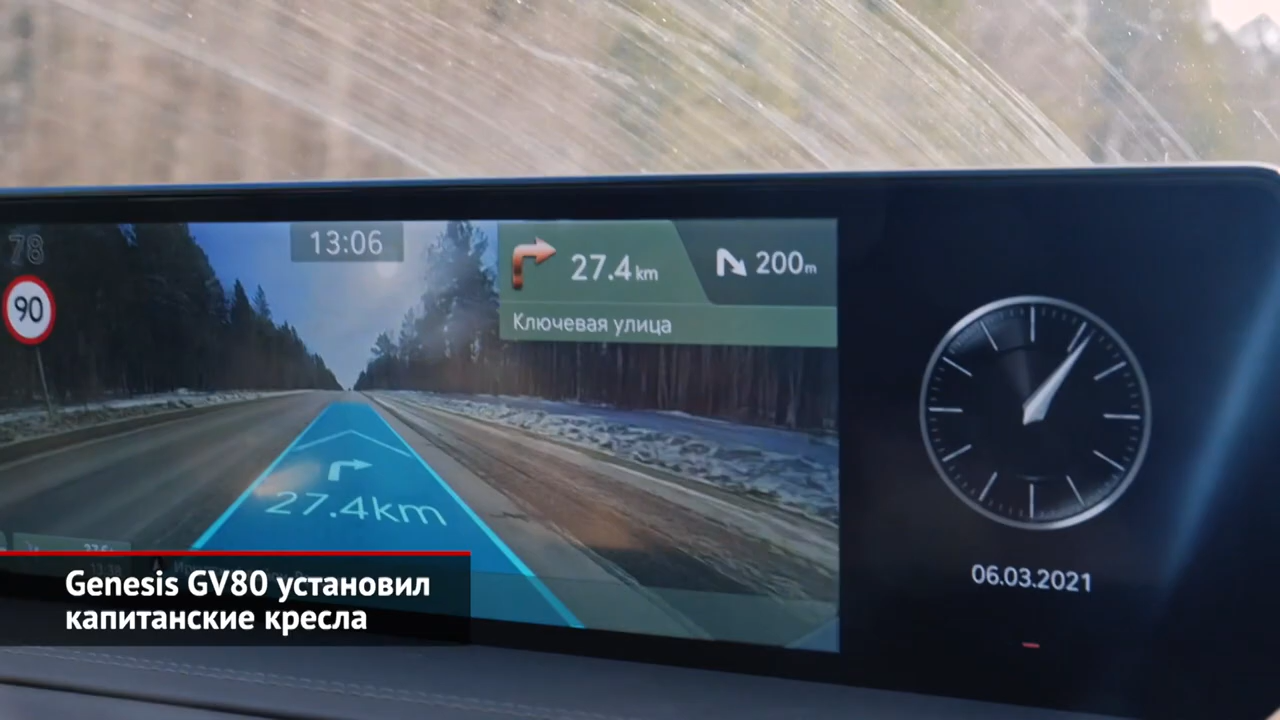 78
13:06
27.4 km
200m
90
Ключевая улица
27.4km
06.03.2021
Genesis GV80 установил
капитанские кресла